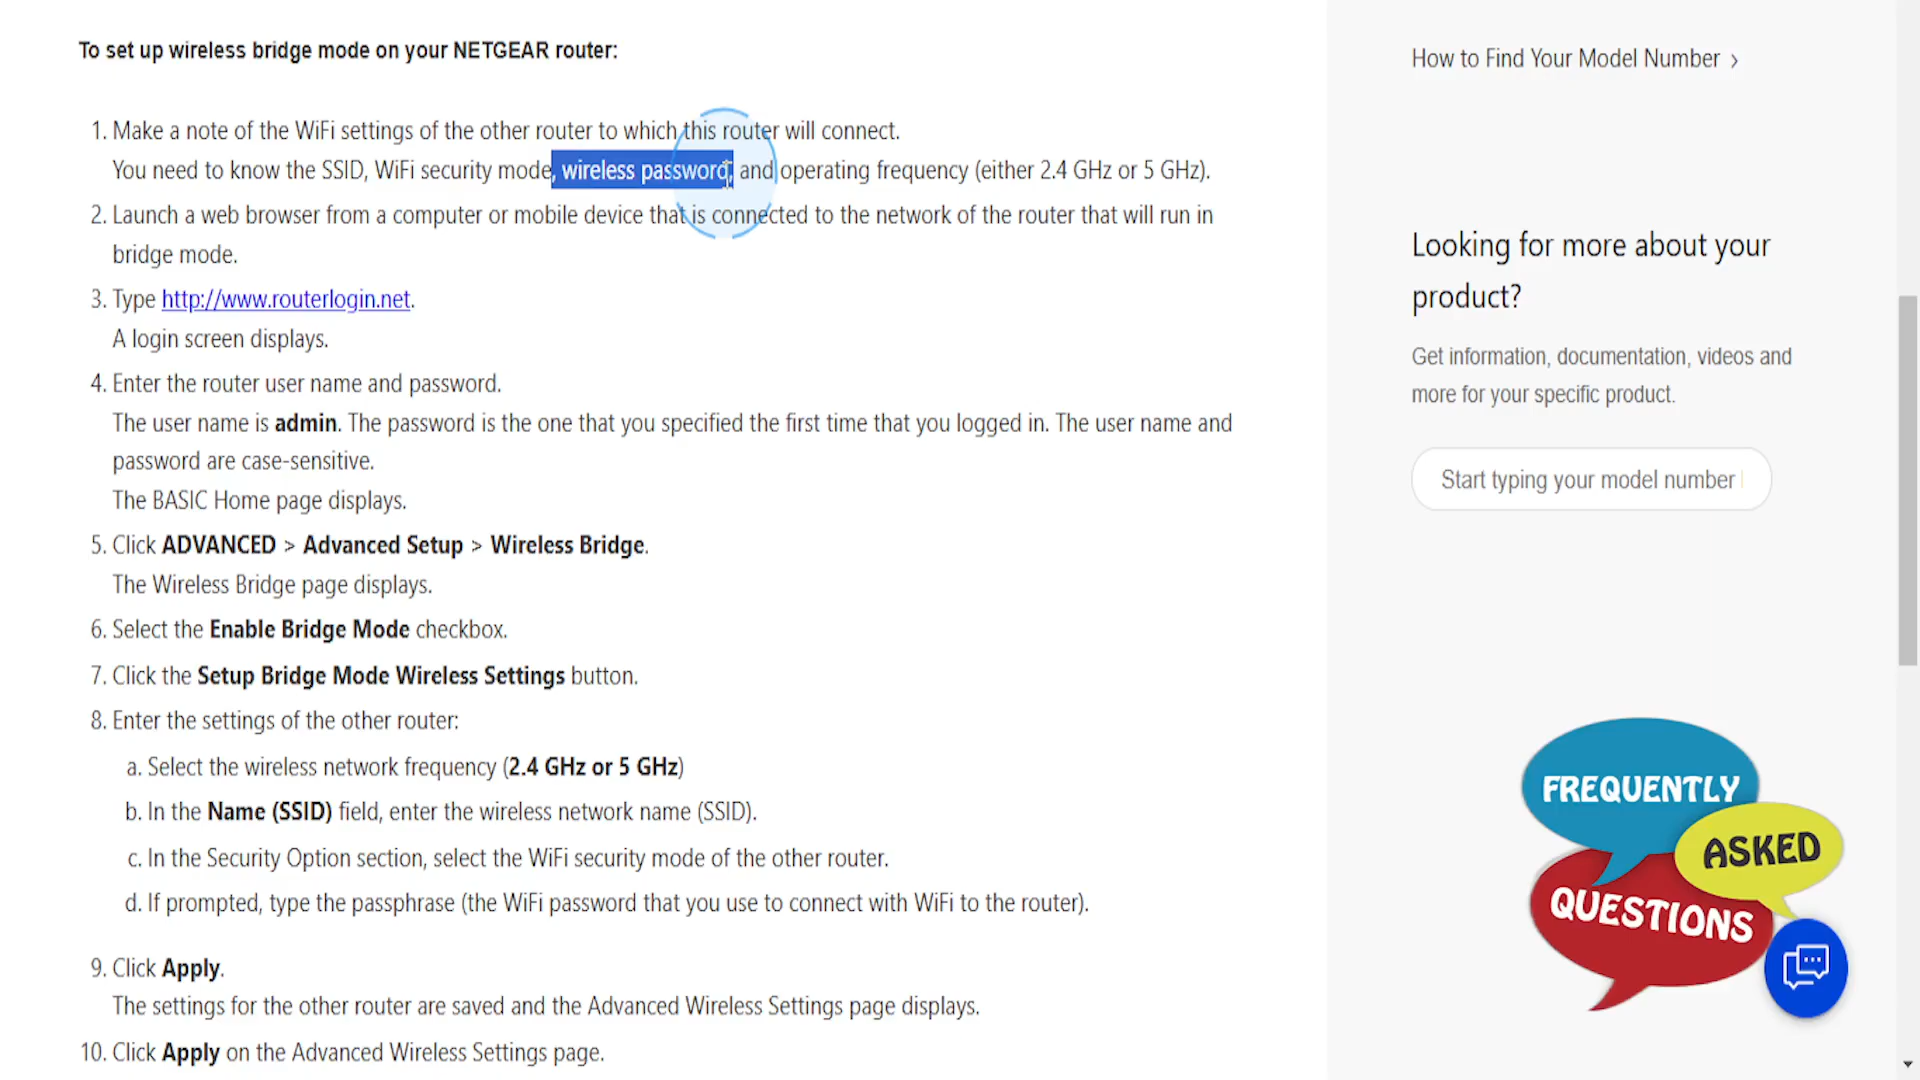 To set up wireless bridge mode on your NETGEAR router:
1. Make a note of the WiFi settings of the other router to which this router will connect.
You need to know the SSID, WiFi security mode, wireless password, and operating frequency (either 2.4 GHz or 5 GHz).
2. Launch a web browser from a computer or mobile device that is connected to the network of the router that will run in
bridge mode.
3. Type http://www.routerlogin.net.
A login screen displays.
4. Enter the router user name and password.
The user name is admin. The password is the one that you specified the first time that you logged in. The user name and
password are case-sensitive.
The BASIC Home page displays.
5. Click ADVANCED > Advanced Setup > Wireless Bridge.
The Wireless Bridge page displays.
6. Select the Enable Bridge Mode checkbox.
7. Click the Setup Bridge Mode Wireless Settings button.
8. Enter the settings of the other router:
a. Select the wireless network frequency (2.4 GHz or 5 GHz)
b. In the Name (SSID) field, enter the wireless network name (SSID).
c. In the Security Option section, select the WiFi security mode of the other router.
d. If prompted, type the passphrase (the WiFi password that you use to connect with WiFi to the router).
9. Click Apply.
The settings for the other router are saved and the Advanced Wireless Settings page displays.
10. Click Apply on the Advanced Wireless Settings page.
How to Find Your Model Number >
Looking for more about your
product?
Get information, documentation, videos and
more for your specific product.
Start typing your model number
FREQUENTLY
ASKED
QUESTIONS